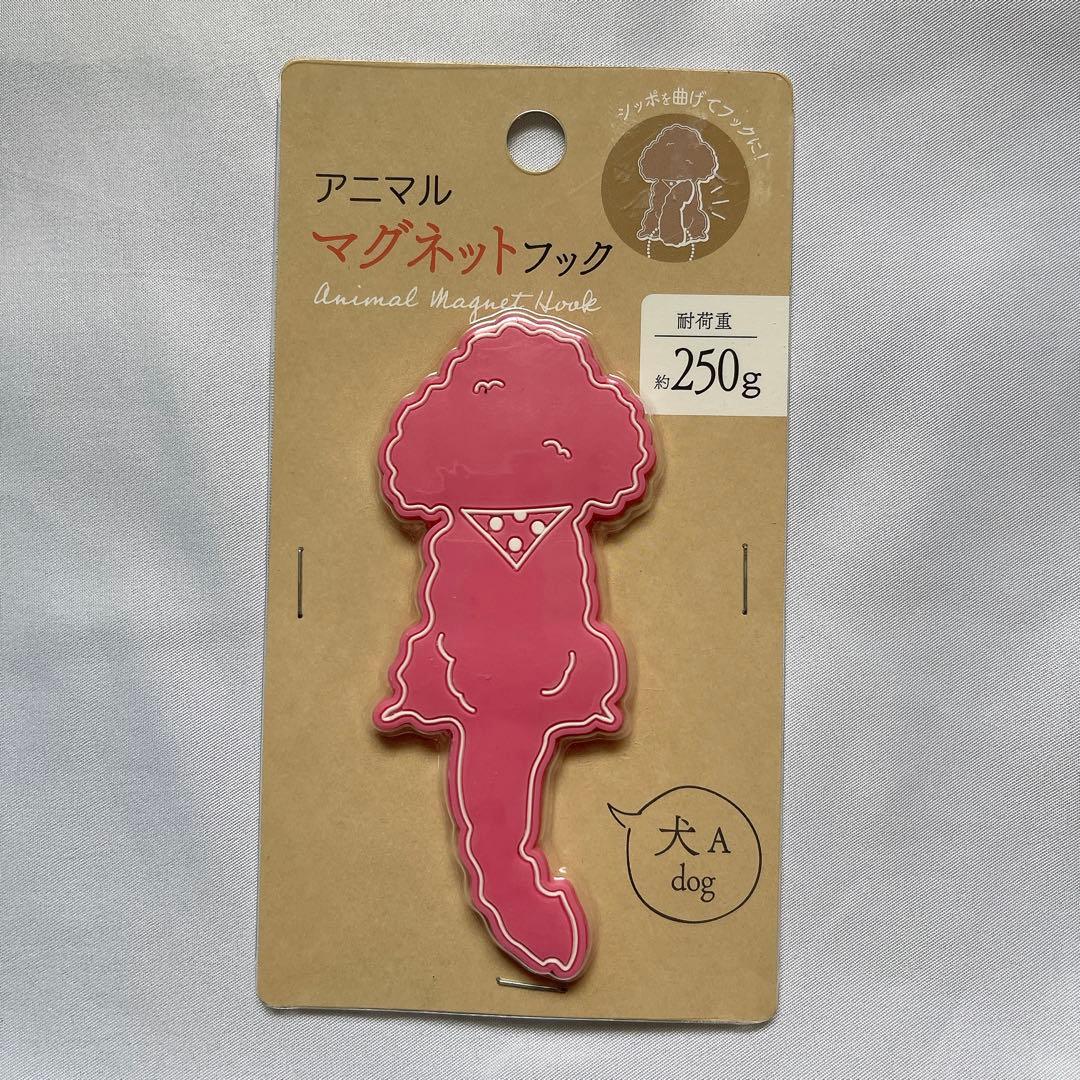 シッポを曲げてフックに!
アニマル
マグネットフック
Animal Magnet Hook
耐荷重
約250g
犬A
dog